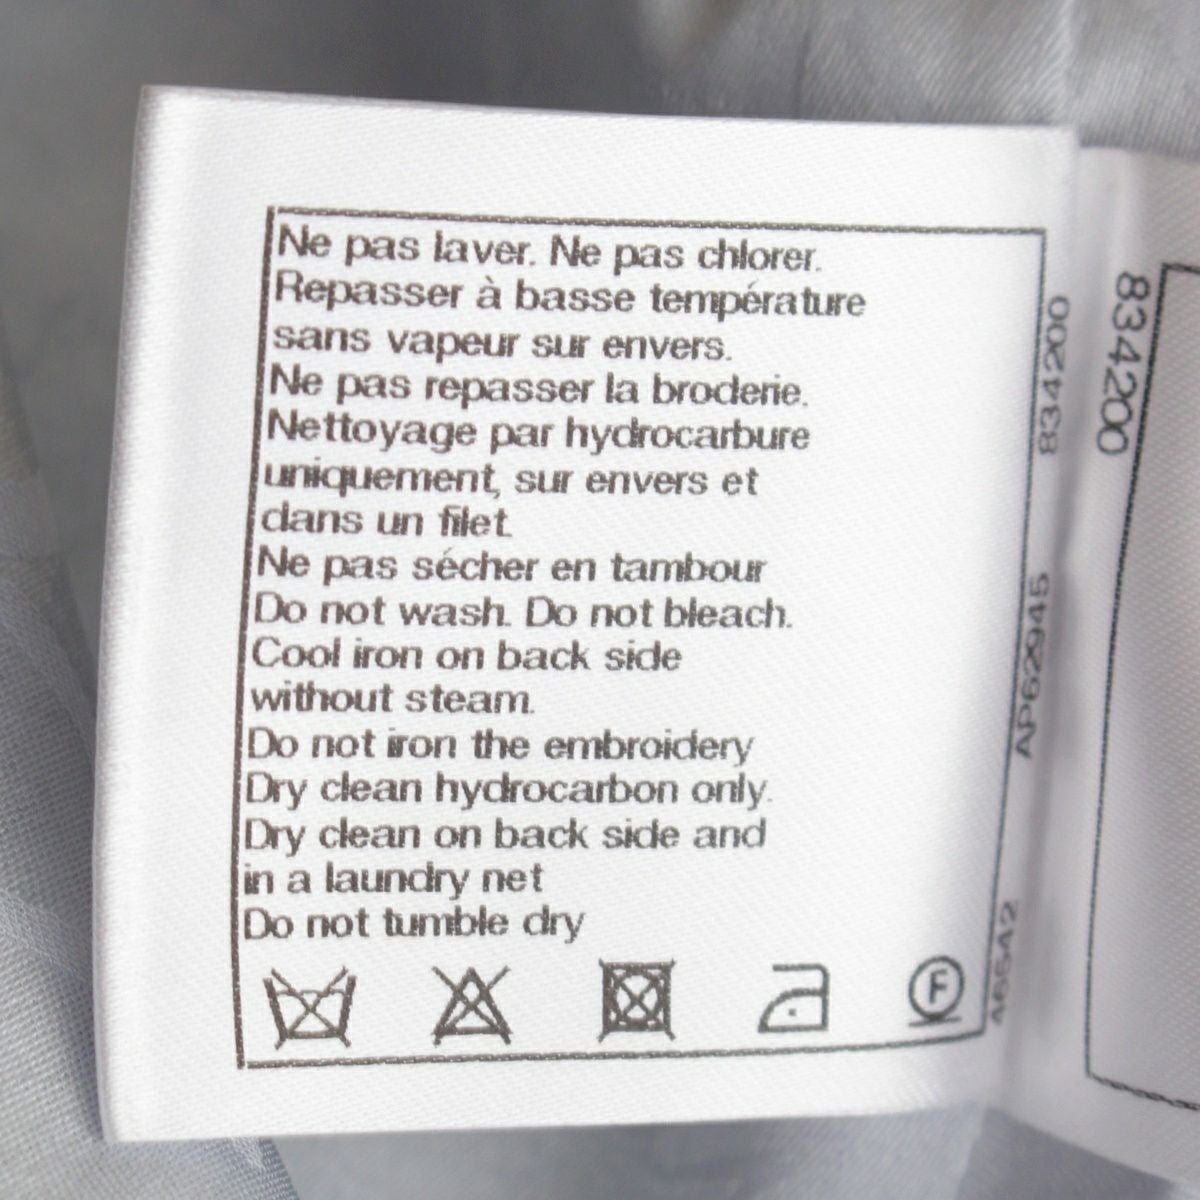 Ne pas laver. Ne pas chlorer.
Repasser à basse température
sans vapeur sur envers.
Ne pas repasser la broderie.
Nettoyage par hydrocarbure
uniquement, sur envers et
dans un filet.
Ne pas sécher en tambour
Do not wash. Do not bleach.
Cool iron on back side
without steam.
Do not iron the embroidery
Dry clean hydrocarbon only.
Dry clean on back side and
in a laundry net
Do not tumble dry
F
834200
AP62945
46542
834200